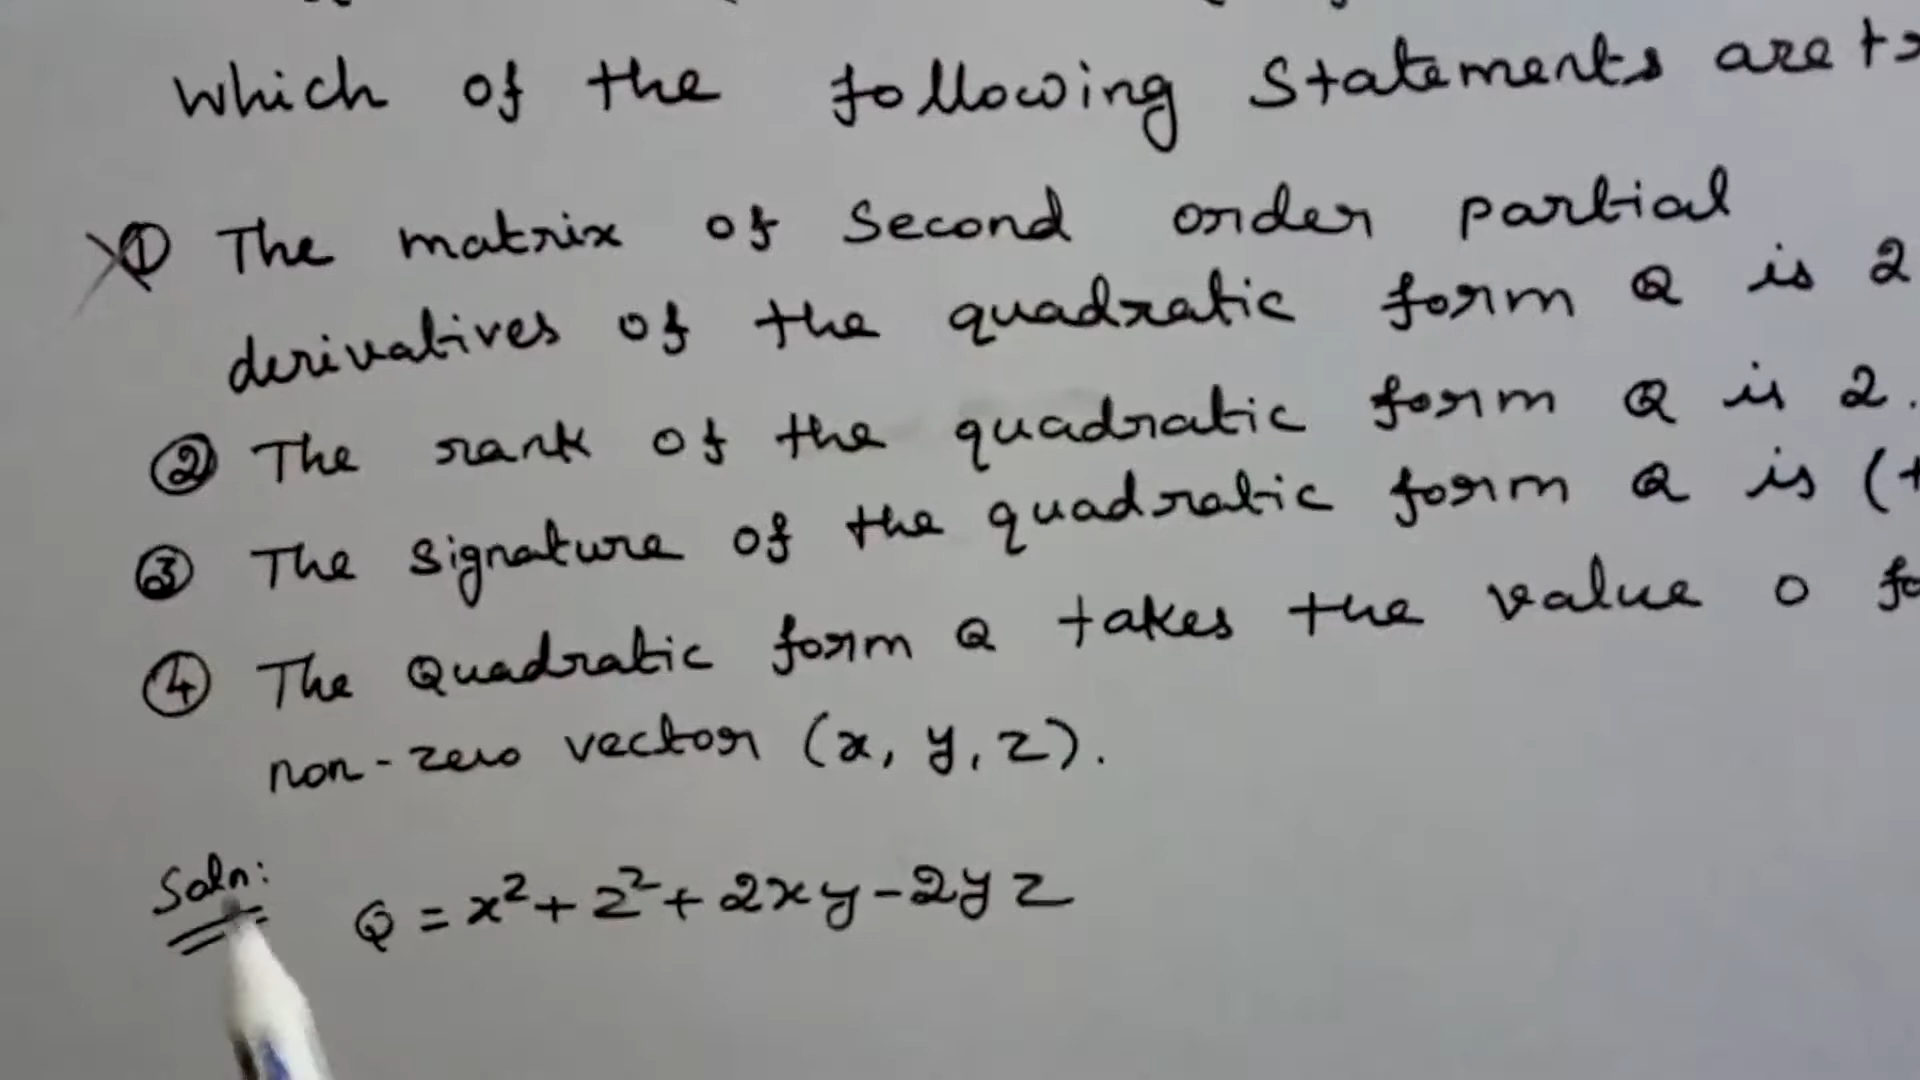 Which of the following Statements are
① The matrix of Second order partial
derivatives of the quadratic form Q is 2
② The rank of the quadratic form Q is 2.
③ The signature of the quadratic form Q is (+
④ The Quadratic form Q takes the value 0
non-zero vector (x, y, z).
Soln: Q = x² + z² + 2xy - 2yz